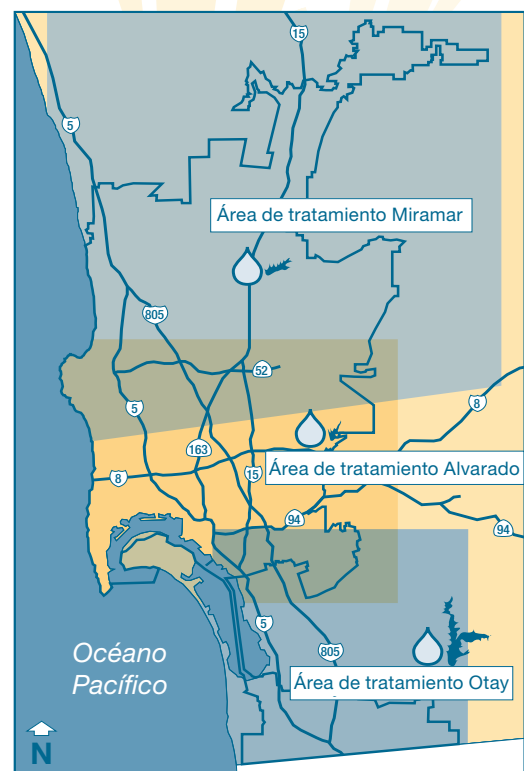 15
5
Área de tratamiento Miramar
805
52
5
8
163
Área de tratamiento Alvarado
8
15
94
94
5
Océano
Pacífico
805
Área de tratamiento Otay
N